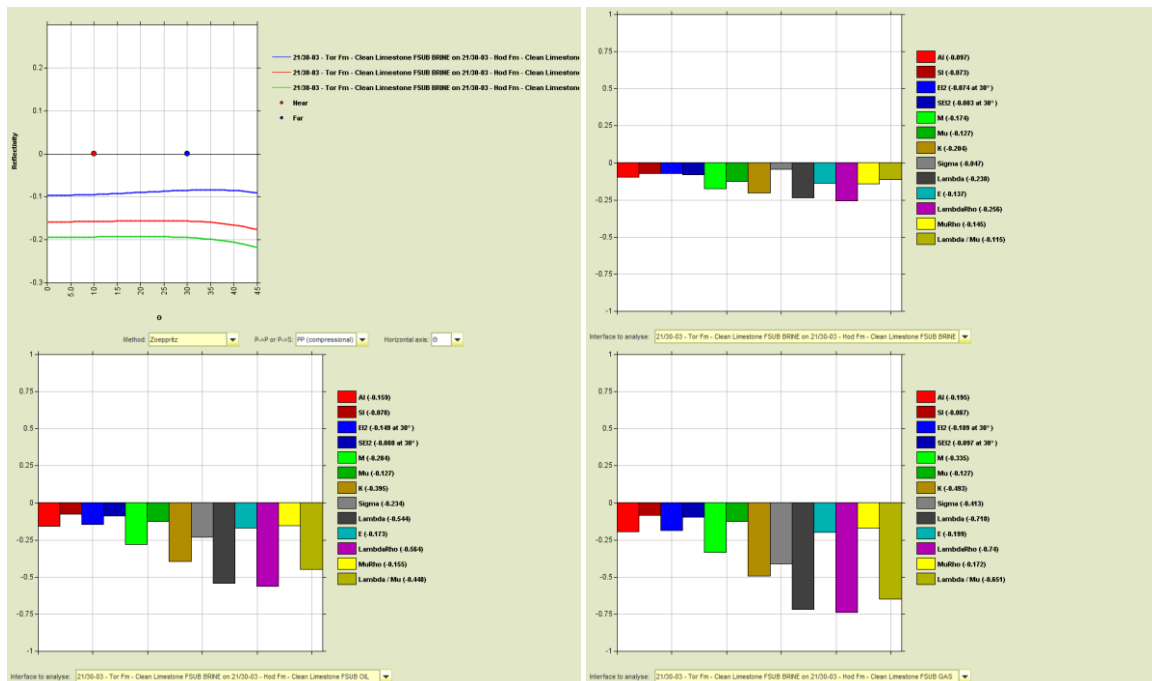 0.2
0.1
0
-0.1
-0.2
-0.3
Reflectivity
0
5.0
10
15
20
25
30
35
40
45
Θ
21/30-03 - Tor Fm - Clean Limestone FSUB BRINE on 21/30-03 - Hod Fm - Clean Limestone
21/30-03 - Tor Fm - Clean Limestone FSUB BRINE on 21/30-03 - Hod Fm - Clean Limestone
21/30-03 - Tor Fm - Clean Limestone FSUB BRINE on 21/30-03 - Hod Fm - Clean Limestone
Near
Far
Method: Zoeppritz P->P or P->S: PP (compressional) Horizontal axis: Θ
1
0.75
0.5
0.25
0
-0.25
-0.5
-0.75
-1
AI (-0.097)
SI (-0.073)
EI2 (-0.074 at 30°)
SEI2 (-0.083 at 30°)
M (-0.174)
Mu (-0.127)
K (-0.204)
Sigma (-0.047)
Lambda (-0.238)
E (-0.137)
LambdaRho (-0.256)
MuRho (-0.145)
Lambda / Mu (-0.115)
Interface to analyse: 21/30-03 - Tor Fm - Clean Limestone FSUB BRINE on 21/30-03 - Hod Fm - Clean Limestone FSUB BRINE
1
0.75
0.5
0.25
0
-0.25
-0.5
-0.75
-1
AI (-0.159)
SI (-0.078)
EI2 (-0.149 at 30°)
SEI2 (-0.088 at 30°)
M (-0.284)
Mu (-0.127)
K (-0.395)
Sigma (-0.234)
Lambda (-0.544)
E (-0.173)
LambdaRho (-0.564)
MuRho (-0.155)
Lambda / Mu (-0.448)
Interface to analyse: 21/30-03 - Tor Fm - Clean Limestone FSUB BRINE on 21/30-03 - Hod Fm - Clean Limestone FSUB OIL
1
0.75
0.5
0.25
0
-0.25
-0.5
-0.75
-1
AI (-0.195)
SI (-0.087)
EI2 (-0.189 at 30°)
SEI2 (-0.097 at 30°)
M (-0.335)
Mu (-0.127)
K (-0.493)
Sigma (-0.413)
Lambda (-0.718)
E (-0.199)
LambdaRho (-0.74)
MuRho (-0.172)
Lambda / Mu (-0.651)
Interface to analyse: 21/30-03 - Tor Fm - Clean Limestone FSUB BRINE on 21/30-03 - Hod Fm - Clean Limestone FSUB GAS